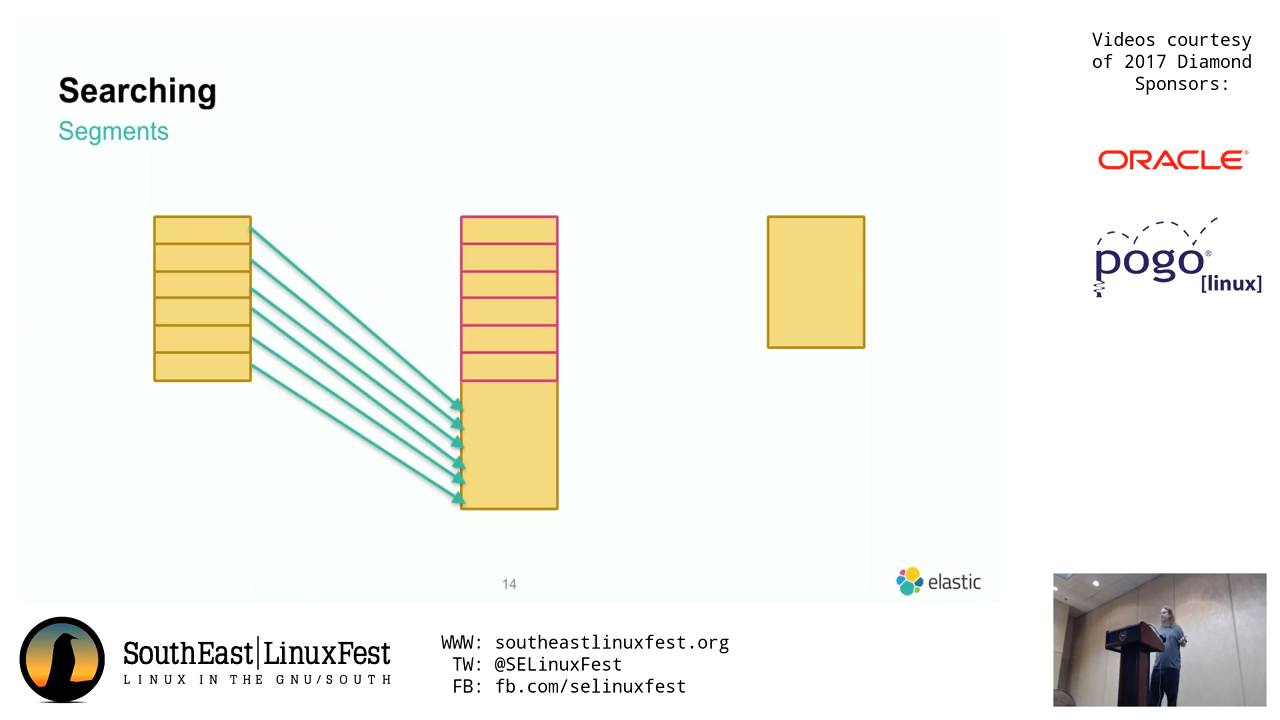 Searching
Segments
14
elastic
Videos courtesy
of 2017 Diamond
Sponsors:
ORACLE®
pogo®
[linux]
SouthEast|LinuxFest
LINUX IN THE GNU/SOUTH
WWW: southeastlinuxfest.org
TW: @SELinuxFest
FB: fb.com/selinuxfest